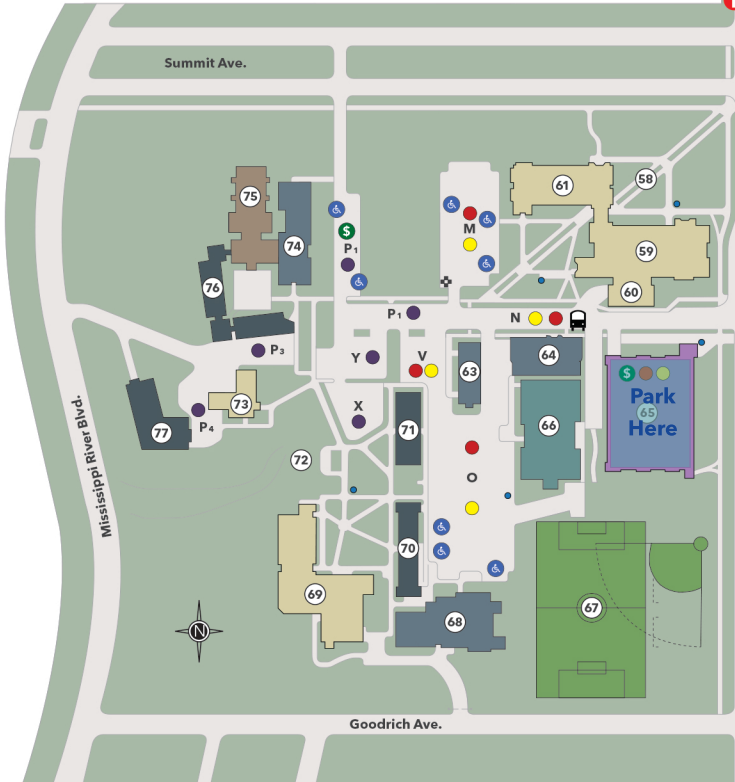 Summit Ave.
75
74
$
P1
76
M
61
58
59
60
P1
N
P3
Y
V
63
64
$
Park
65
Here
73
P4
X
77
71
66
72
O
70
69
68
67
N
Mississippi River Blvd.
Goodrich Ave.